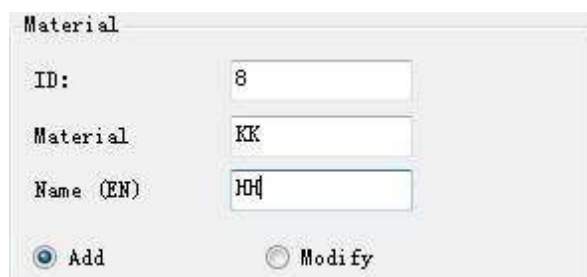 Material
ID: 8
Material KK
Name (EN) HH
Add Modify